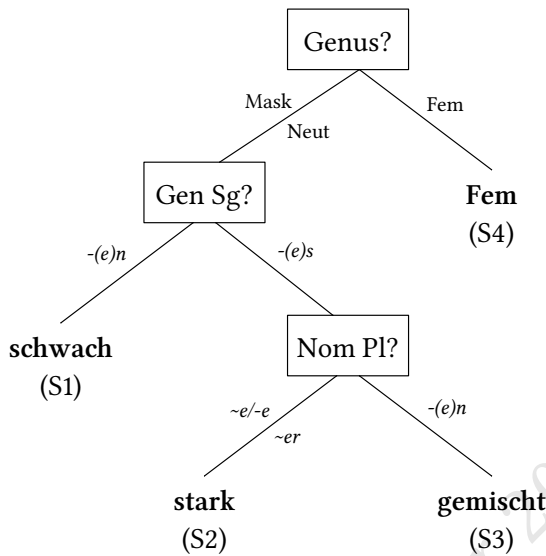 Genus?
Mask
Neut
Fem
Gen Sg?
Fem
(S4)
-(e)n
-(e)s
schwach
(S1)
Nom Pl?
~e/-e
~er
-(e)n
stark
(S2)
gemischt
(S3)